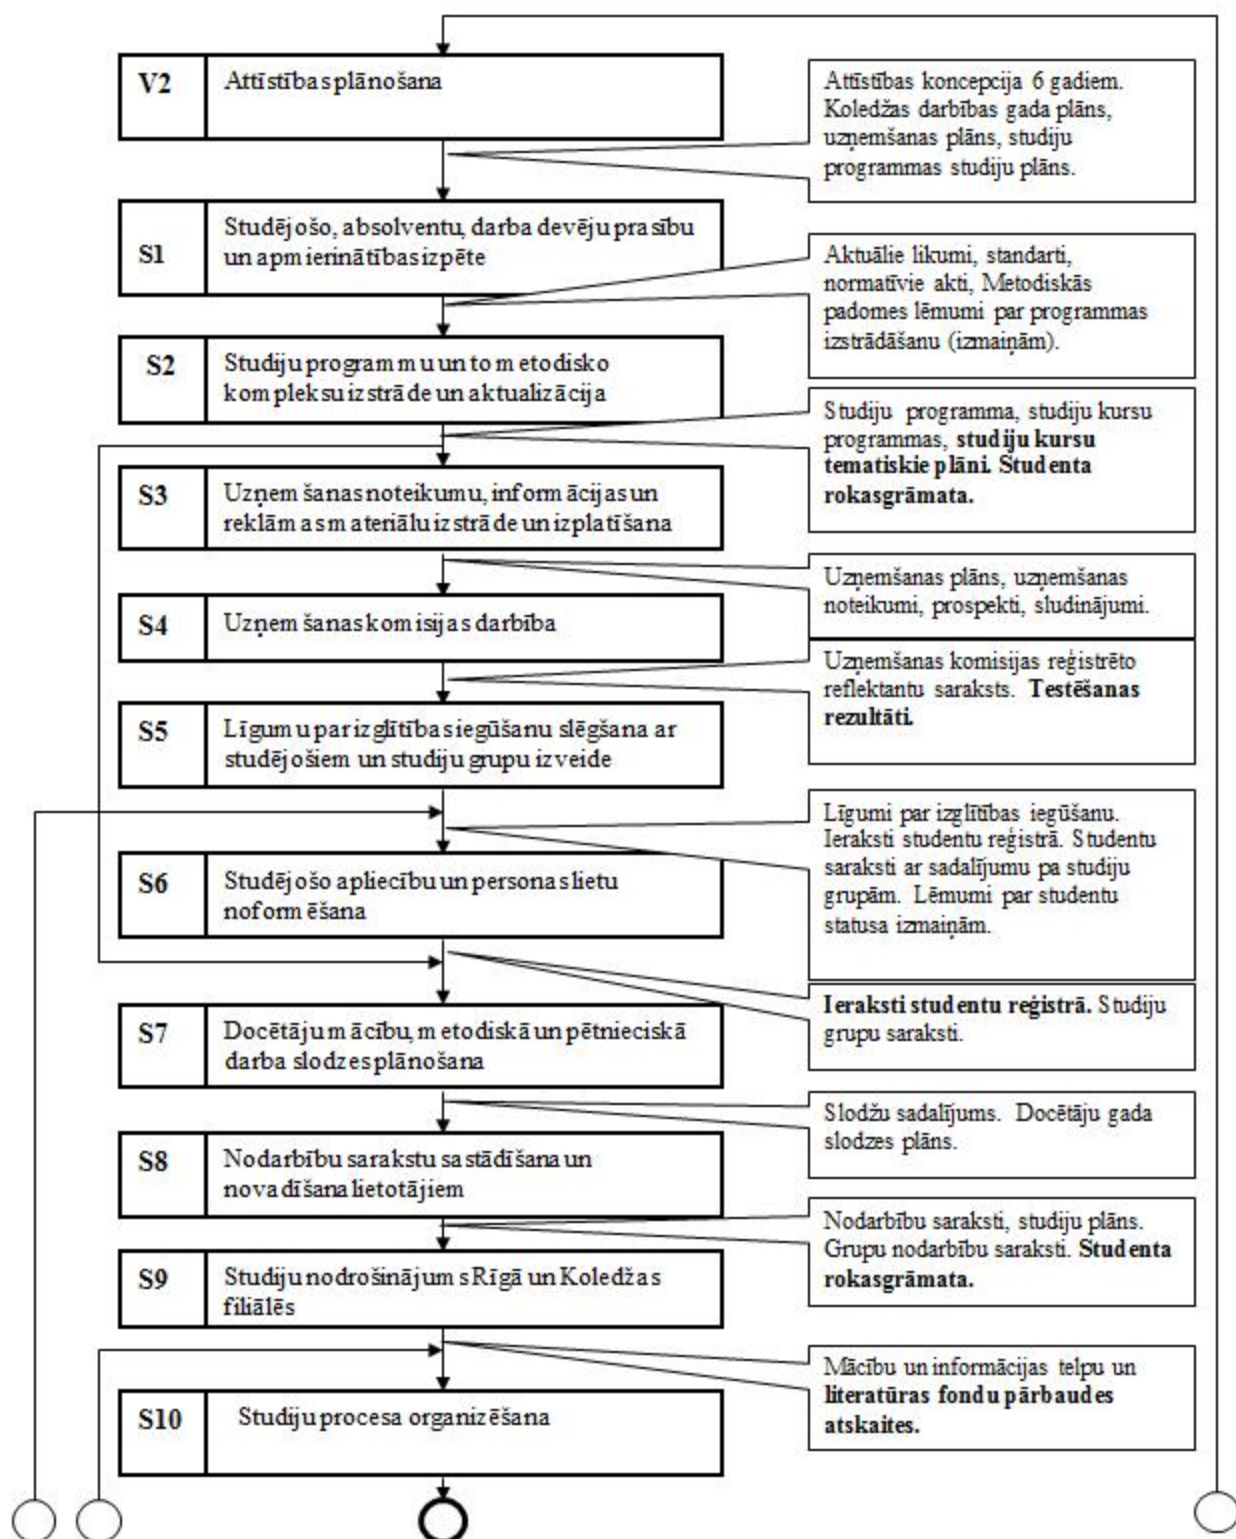 V2
Attīstības plānošana
Attīstības koncepcija 6 gadiem.
Koledžas darbības gada plāns,
uzņemšanas plāns, studiju
programmas studiju plāns.
S1
Studējošo, absolventu, darba devēju prasību
un apmierinātības izpēte
Aktuālie likumi, standarti,
normatīvie akti, Metodiskās
padomes lēmumi par programmas
izstrādāšanu (izmaiņām).
S2
Studiju programmu un to metodisko
kompleksu izstrāde un aktualizācija
Studiju programma, studiju kursu
programmas, studiju kursu
tematiskie plāni. Studenta
rokasgrāmata.
S3
Uzņemšanas noteikumu, informācijas un
reklāmas materiālu izstrāde un izplatīšana
Uzņemšanas plāns, uzņemšanas
noteikumi, prospekti, sludinājumi.
S4
Uzņemšanas komisijas darbība
Uzņemšanas komisijas reģistrēto
reflektantu saraksts. Testēšanas
rezultāti.
S5
Līgumu par izglītības iegūšanu slēgšana ar
studējošiem un studiju grupu izveide
Līgumi par izglītības iegūšanu.
Ieraksti studentu reģistrā. Studentu
saraksti ar sadalījumu pa studiju
grupām. Lēmumi par studentu
statusa izmaiņām.
S6
Studējošo apliecību un personas lietu
noformēšana
Ieraksti studentu reģistrā. Studiju
grupu saraksti.
S7
Docētāju mācību, metodiskā un pētnieciskā
darba slodzes plānošana
Slodžu sadalījums. Docētāju gada
slodzes plāns.
S8
Nodarbību sarakstu sastādīšana un
novadīšana lietotājiem
Nodarbību saraksti, studiju plāns.
Grupu nodarbību saraksti. Studenta
rokasgrāmata.
S9
Studiju nodrošinājums Rīgā un Koledžas
filiālēs
Mācību un informācijas telpu un
literatūras fondu pārbaudes
atskaites.
S10
Studiju procesa organizēšana